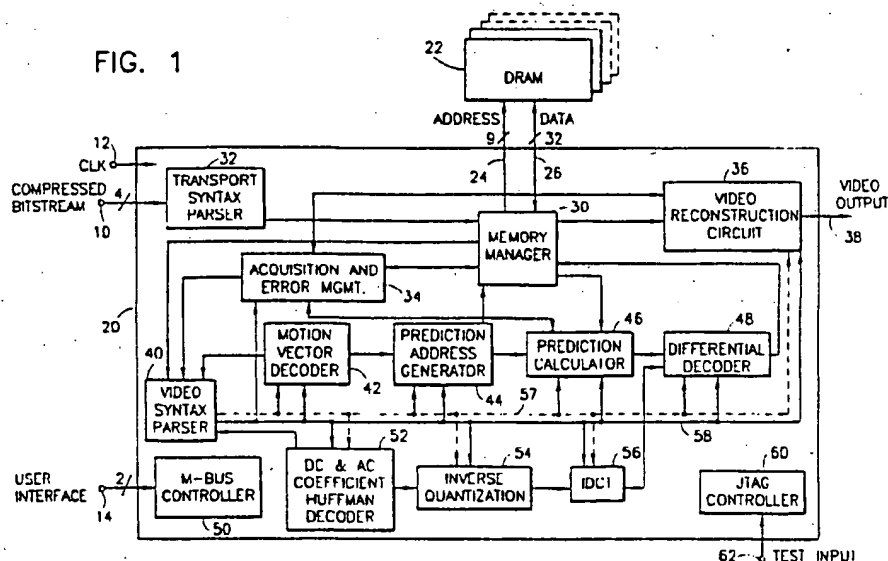 FIG. 1
22
DRAM
ADDRESS
DATA
9
32
24
26
12
CLK
COMPRESSED
BITSTREAM
4
10
32
TRANSPORT
SYNTAX
PARSER
30
MEMORY
MANAGER
36
VIDEO
RECONSTRUCTION
CIRCUIT
VIDEO
OUTPUT
38
ACQUISITION AND
ERROR MGMT.
34
20
40
VIDEO
SYNTAX
PARSER
MOTION
VECTOR
DECODER
42
PREDICTION
ADDRESS
GENERATOR
44
46
PREDICTION
CALCULATOR
48
DIFFERENTIAL
DECODER
57
58
52
DC & AC
COEFFICIENT
HUFFMAN
DECODER
54
INVERSE
QUANTIZATION
56
IDCT
60
JTAG
CONTROLLER
USER
INTERFACE
2
14
M-BUS
CONTROLLER
50
62
TEST INPUT